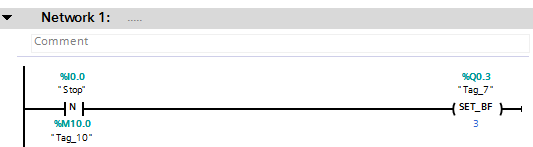 Network 1: .....
Comment
%I0.0 %Q0.3
"Stop" "Tag_7"
N SET_BF
%M10.0 3
"Tag_10"